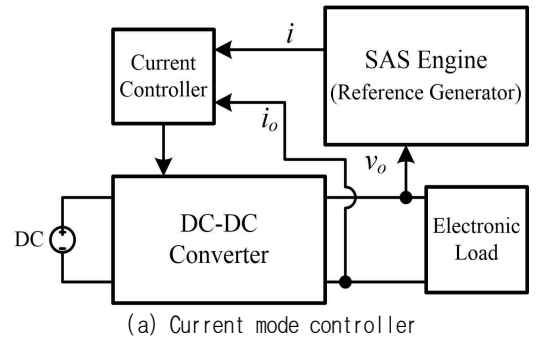 i
SAS Engine
(Reference Generator)
Current
Controller
i_o
v_o
DC
DC-DC
Converter
Electronic
Load
(a) Current mode controller